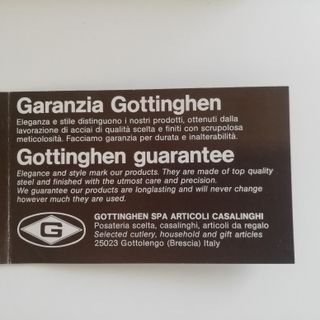 Garanzia Gottinghen
Eleganza e stile distinguono i nostri prodotti, ottenuti dalla
lavorazione di acciai di qualità scelta e finiti con scrupolosa
meticolosità. Facciamo garanzia per durata e inalterabilità.
Gottinghen guarantee
Elegance and style mark our products. They are made of top quality
steel and finished with the utmost care and precision.
We guarantee our products are longlasting and will never change
however much they are used.
G
GOTTINGHEN SPA ARTICOLI CASALINGHI
Posateria scelta, casalinghi, articoli da regalo
Selected cutlery, household and gift articles
25023 Gottolengo (Brescia) Italy